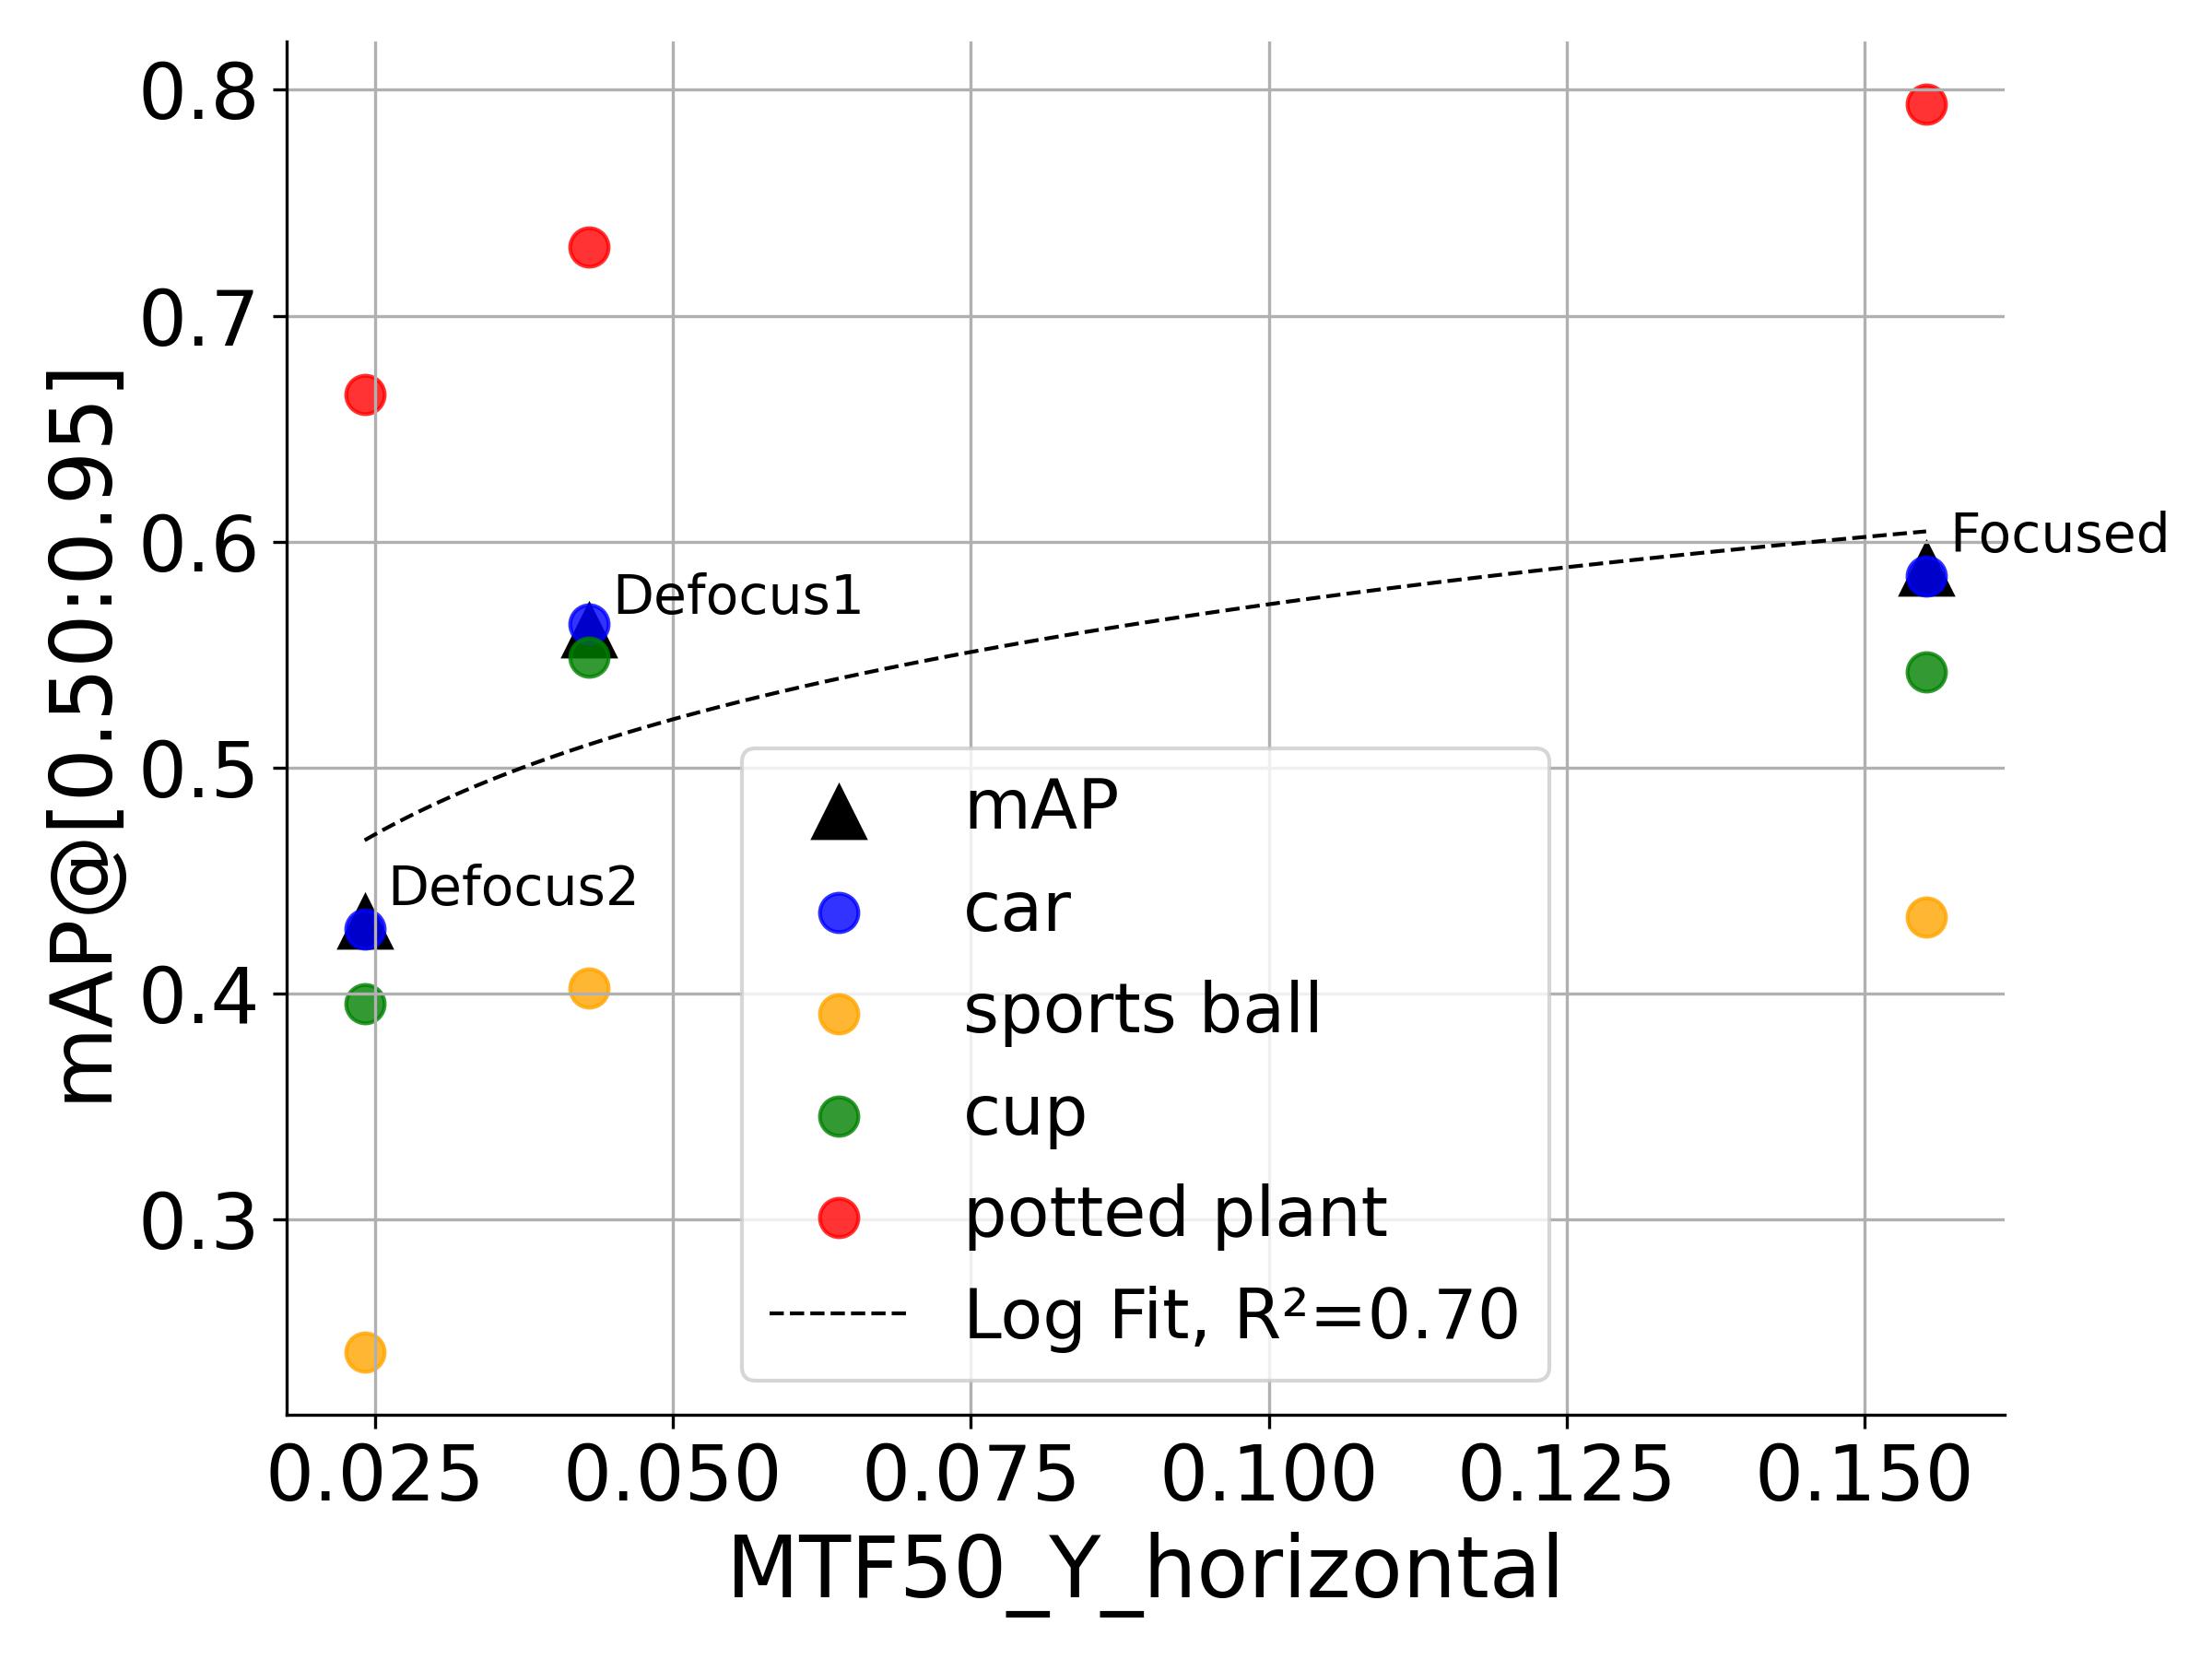 mAP@[0.50:0.95]
0.8
0.7
0.6
0.5
0.4
0.3
Focused
Defocus1
Defocus2
mAP
car
sports ball
cup
potted plant
Log Fit, R²=0.70
0.025 0.050 0.075 0.100 0.125 0.150
MTF50_Y_horizontal